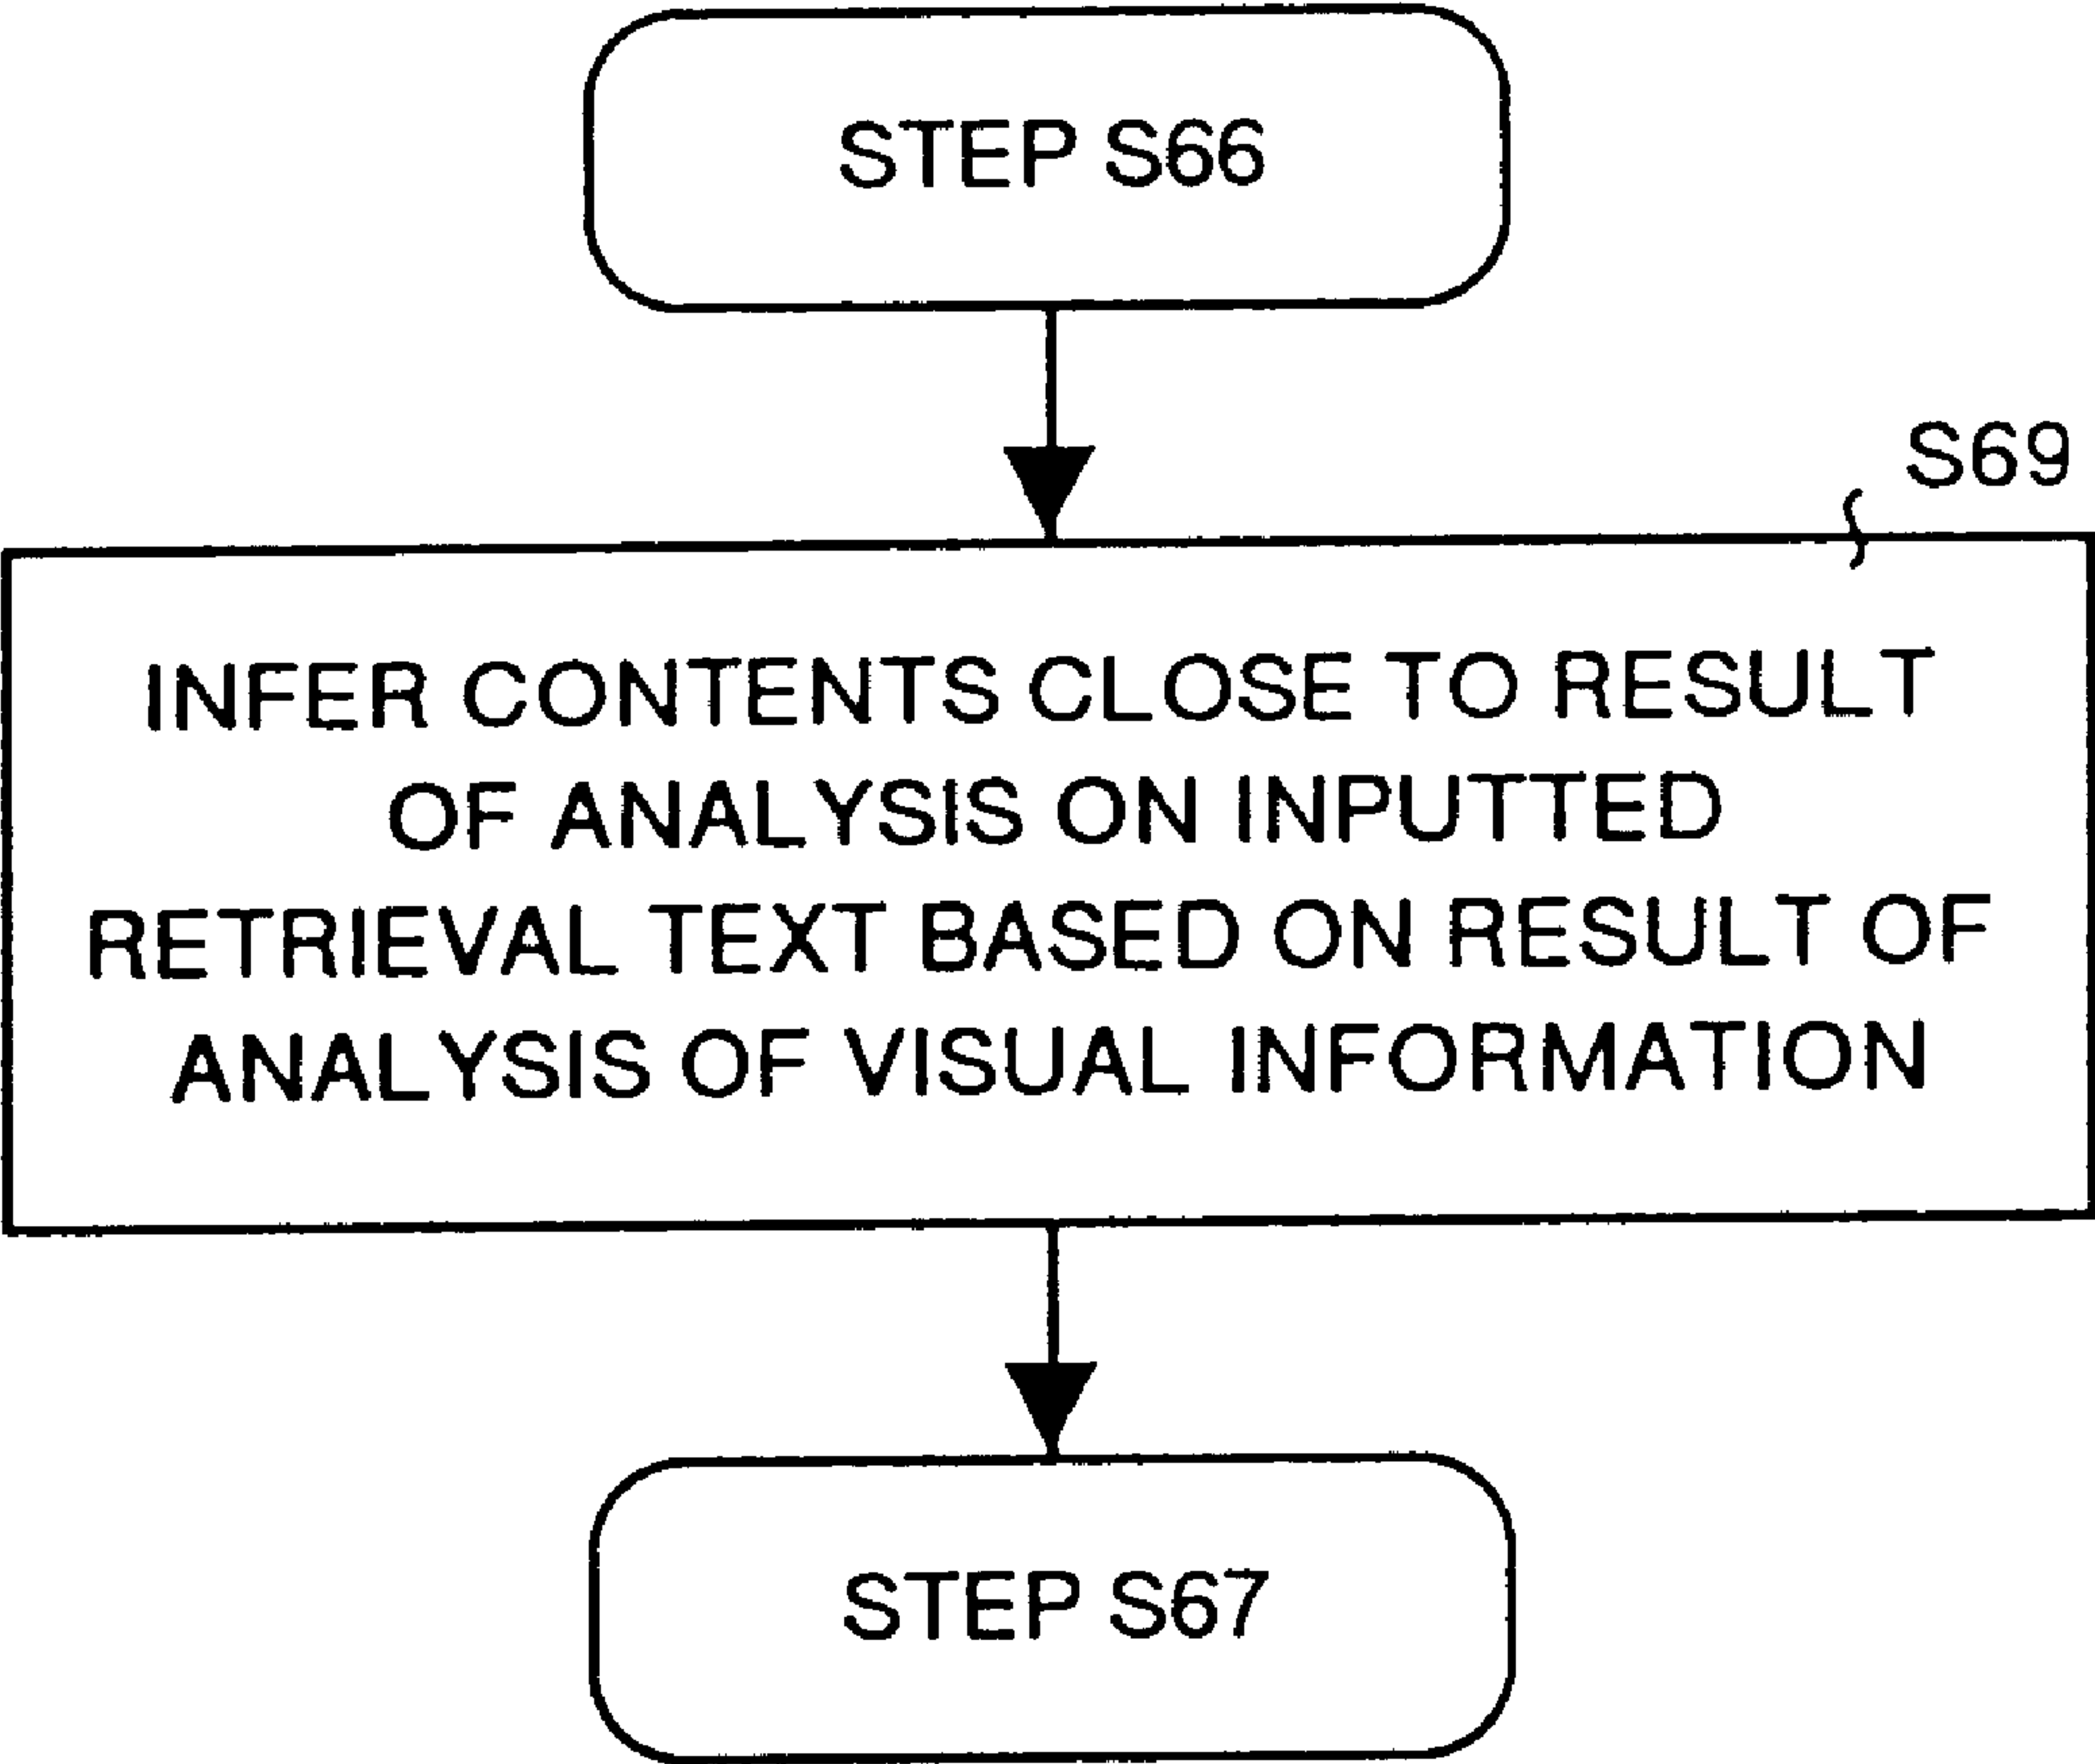 STEP S66
S69
INFER CONTENTS CLOSE TO RESULT
OF ANALYSIS ON INPUTTED
RETRIEVAL TEXT BASED ON RESULT OF
ANALYSIS OF VISUAL INFORMATION
STEP S67